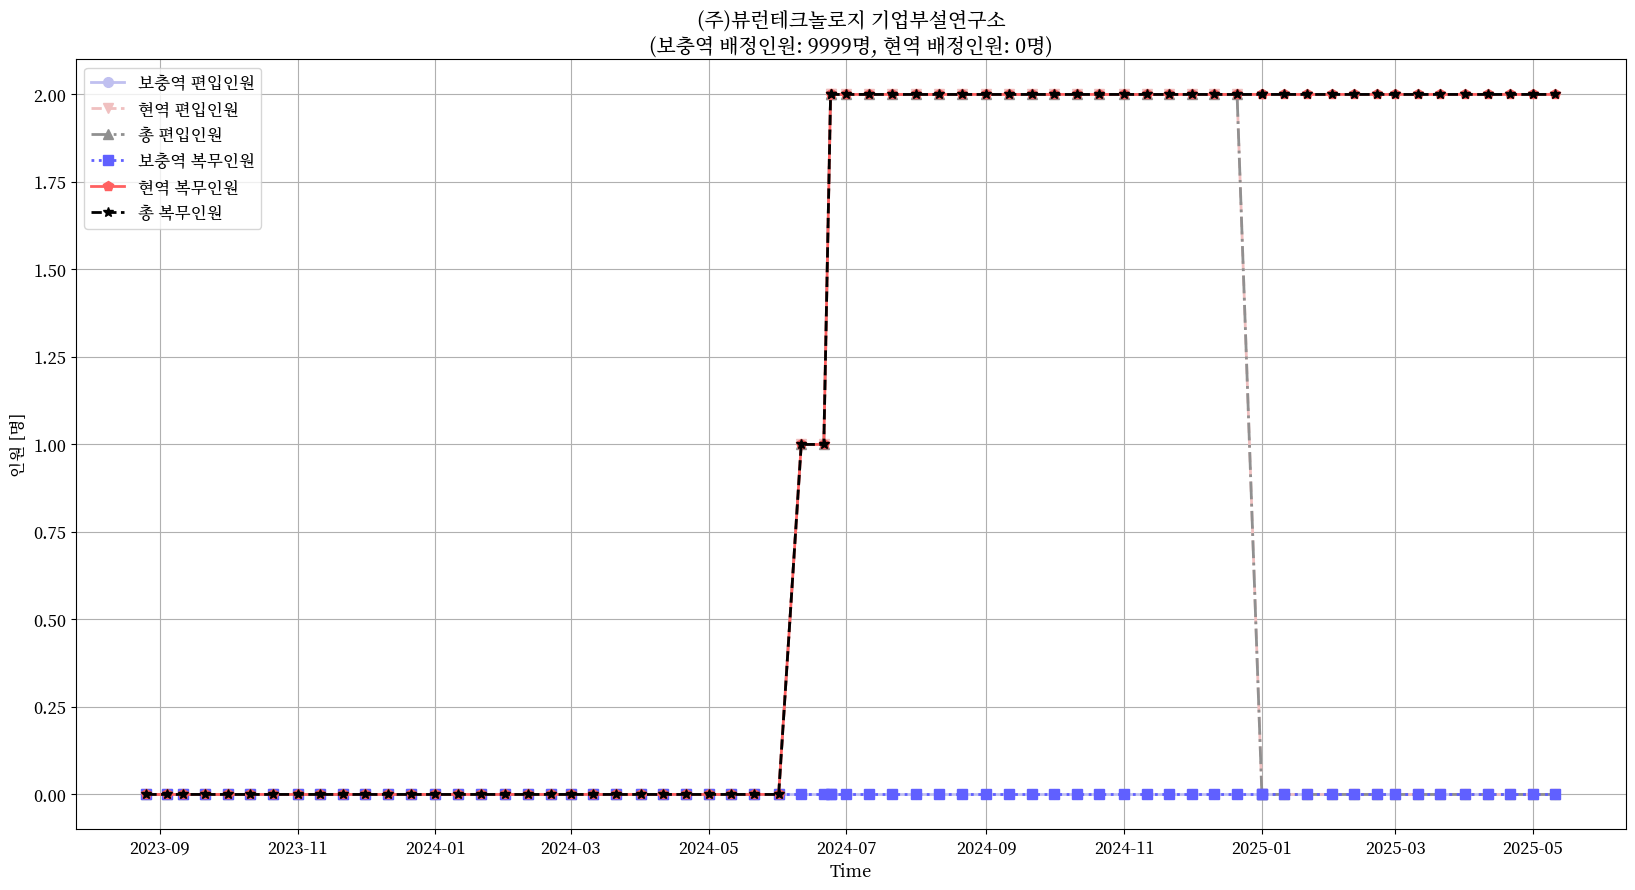 (주)뷰런테크놀로지 기업부설연구소
(보충역 배정인원: 9999명, 현역 배정인원: 0명)
보충역 편입인원
현역 편입인원
총 편입인원
보충역 복무인원
현역 복무인원
총 복무인원
2.00
1.75
1.50
1.25
1.00
0.75
0.50
0.25
0.00
인원 [명]
2023-09 2023-11 2024-01 2024-03 2024-05 2024-07 2024-09 2024-11 2025-01 2025-03 2025-05
Time